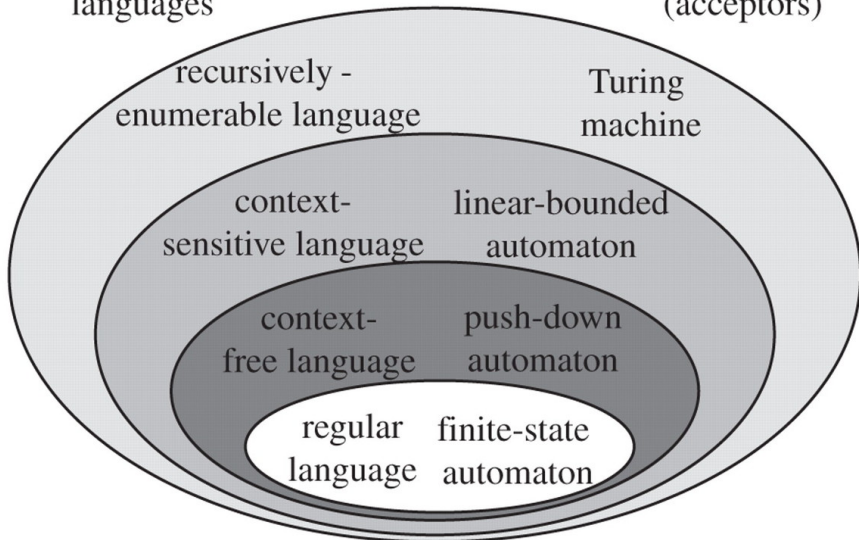 languages (acceptors)
recursively -
enumerable language
Turing
machine
context-
sensitive language
linear-bounded
automaton
context-
free language
push-down
automaton
regular
language
finite-state
automaton